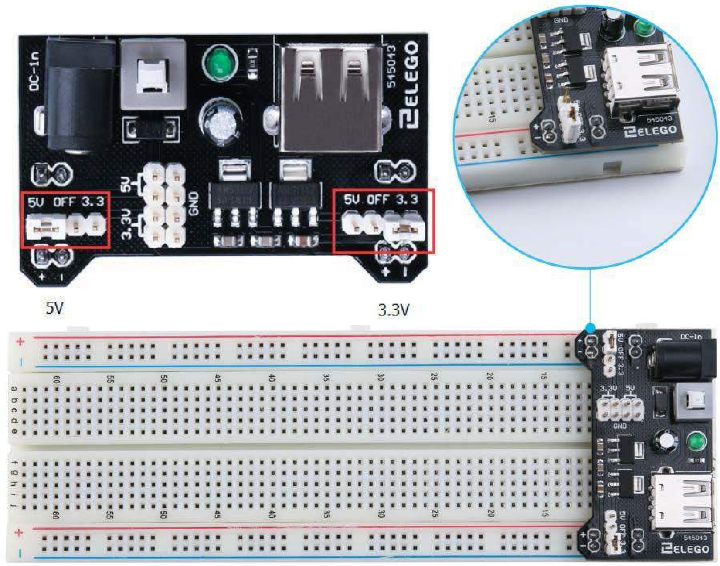 DC-in
545043
ELEGO
5V
GND
3.3V
5V OFF 3.3
5V OFF 3.3
+ -
+ -
5V
3.3V
GND
15
3.3
+
545043
ELEGO
+
-
60 55 50 45 40 35 30 25 20 15
a b c d e
f g h i j
60 55 50 45 40 35 30 25 20 15
+
-
5V OFF 3.3
DC-in
3.3V 5V
GND
5V OFF 3.3
+
-
545043
ELEGO